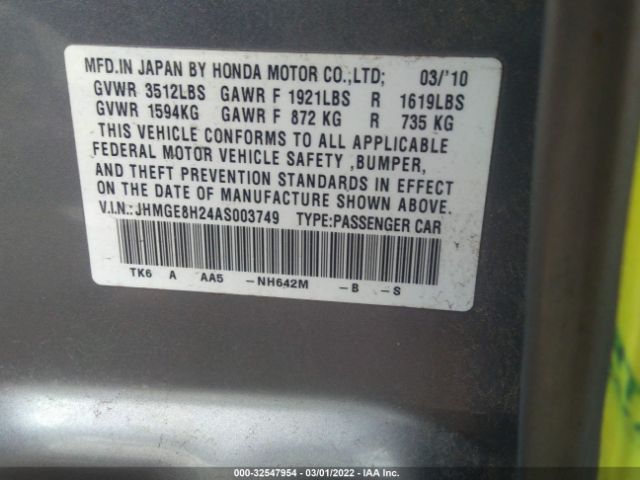 MFD.IN JAPAN BY HONDA MOTOR CO.,LTD; 03/'10
GVWR 3512LBS GAWR F 1921LBS R 1619LBS
GVWR 1594KG GAWR F 872 KG R 735 KG
THIS VEHICLE CONFORMS TO ALL APPLICABLE
FEDERAL MOTOR VEHICLE SAFETY ,BUMPER,
AND THEFT PREVENTION STANDARDS IN EFFECT
ON THE DATE OF MANUFACTURE SHOWN ABOVE.
V.I.N.:JHMGE8H24AS003749 TYPE:PASSENGER CAR
TK6 A AA5 -NH642M -B -S
000-32547954 - 03/01/2022 - IAA Inc.